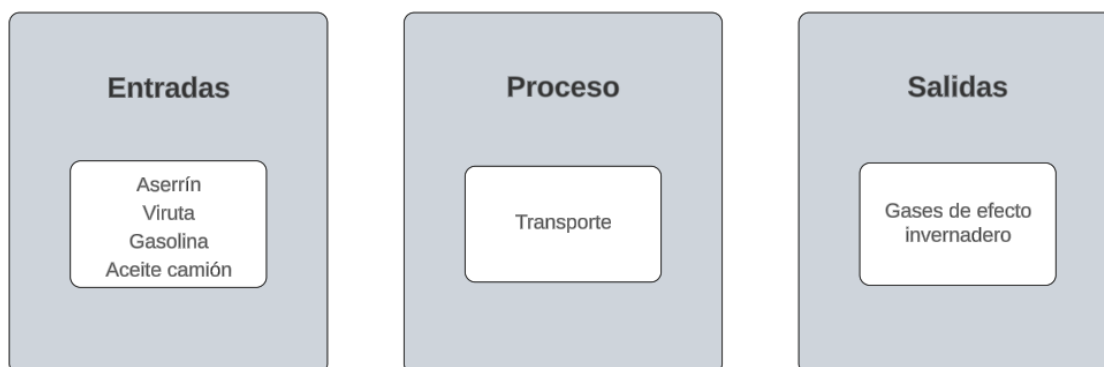 Entradas
Aserrín
Viruta
Gasolina
Aceite camión
Proceso
Transporte
Salidas
Gases de efecto
invernadero